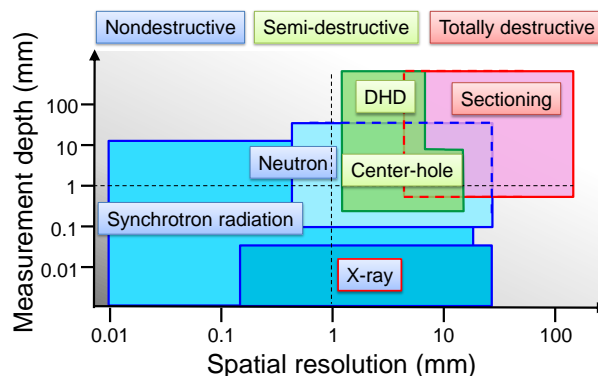 Nondestructive
Semi-destructive
Totally destructive
Measurement depth (mm)
100
10
1
0.1
0.01
DHD
Sectioning
Neutron
Center-hole
Synchrotron radiation
X-ray
0.01
0.1
1
10
100
Spatial resolution (mm)